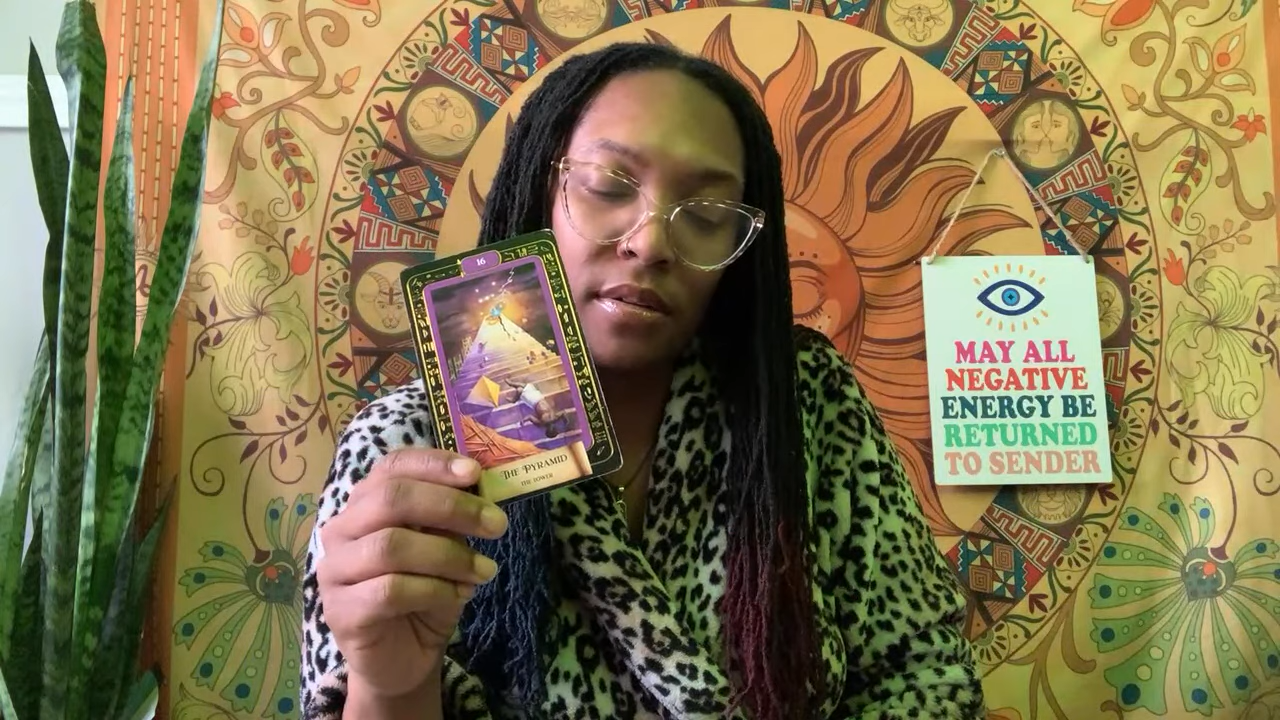 16
THE PYRAMID
THE TOWER
MAY ALL
NEGATIVE
ENERGY BE
RETURNED
TO SENDER